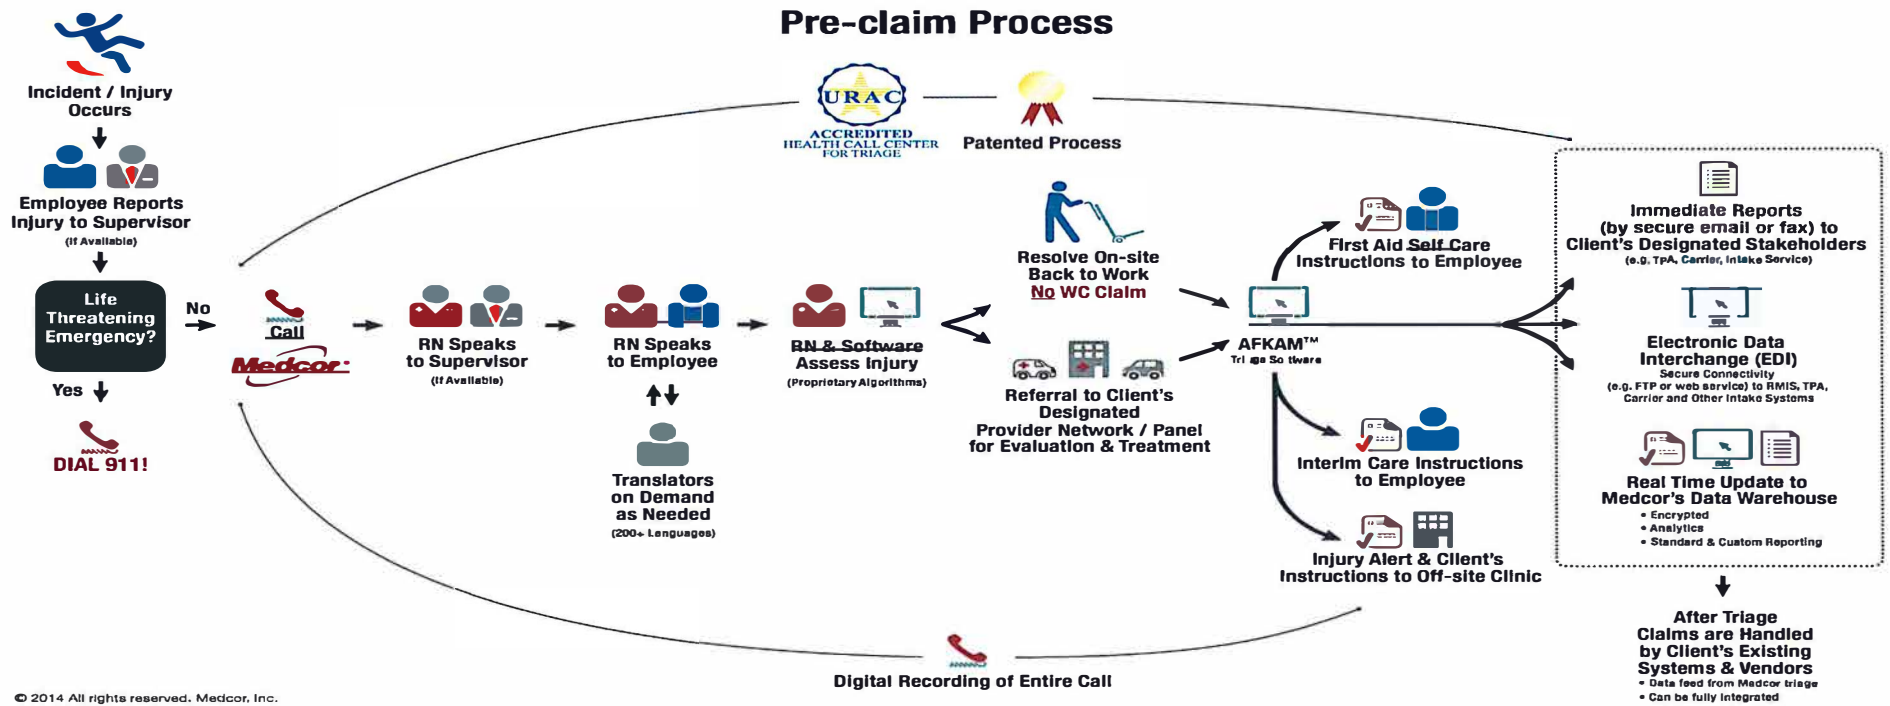 Pre-claim Process
Incident / Injury
Occurs
Employee Reports
Injury to Supervisor
(If Available)
Life
Threatening
Emergency?
No
Yes
DIAL 911!
Call
Medcor
RN Speaks
to Supervisor
(If Available)
RN Speaks
to Employee
Translators
on Demand
as Needed
(200+ Languages)
RN & Software
Assess Injury
(Proprietary Algorithms)
URAC
ACCREDITED
HEALTH CALL CENTER
FOR TRIAGE
Patented Process
Resolve On-site
Back to Work
No WC Claim
Referral to Client's
Designated
Provider Network / Panel
for Evaluation & Treatment
AFKAM™
Triage Software
First Aid Self Care
Instructions to Employee
Interim Care Instructions
to Employee
Injury Alert & Client's
Instructions to Off-site Clinic
Immediate Reports
(by secure email or fax) to
Client's Designated Stakeholders
(e.g. TPA, Carrier, Intake Service)
Electronic Data
Interchange (EDI)
Secure Connectivity
(e.g. FTP or web service) to RMIS, TPA,
Carrier and Other Intake Systems
Real Time Update to
Medcor's Data Warehouse
• Encrypted
• Analytics
• Standard & Custom Reporting
After Triage
Claims are Handled
by Client's Existing
Systems & Vendors
• Data feed from Medcor triage
• Can be fully integrated
Digital Recording of Entire Call
© 2014 All rights reserved. Medcor, Inc.